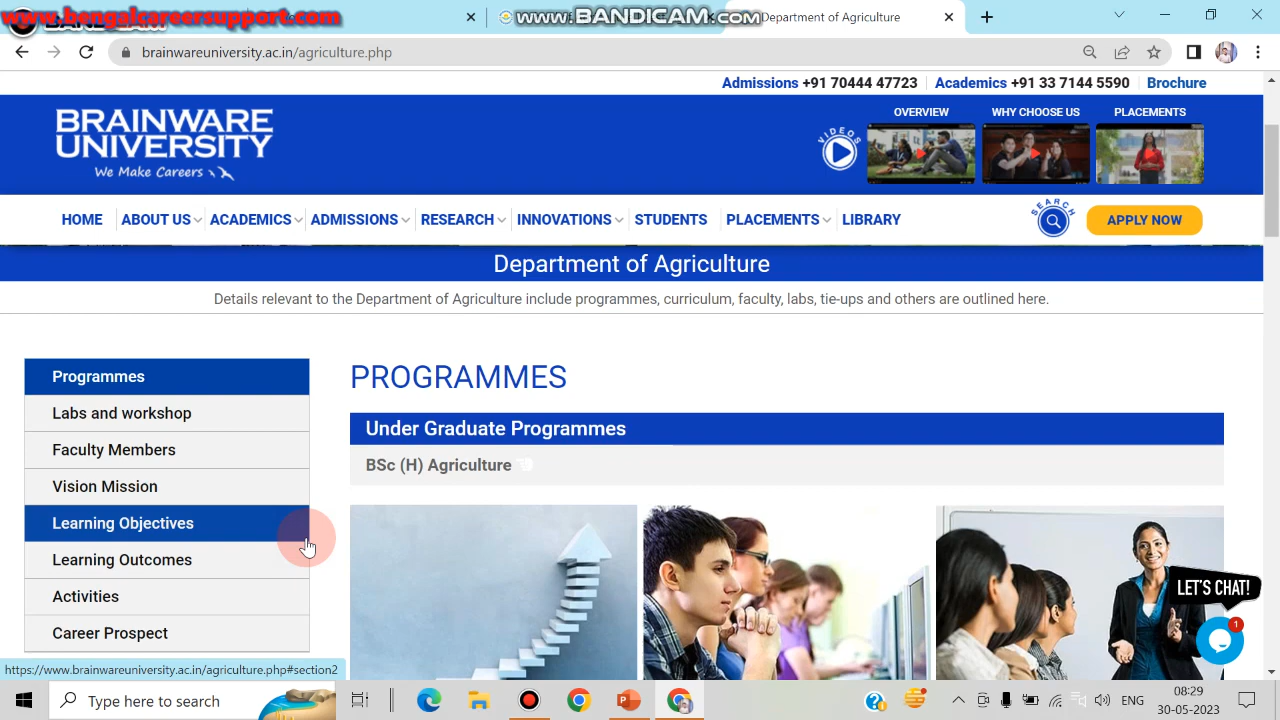 www.bengalcareersupport.com
www.BANDICAM.com
Department of Agriculture
brainwareuniversity.ac.in/agriculture.php
Admissions +91 70444 47723
Academics +91 33 7144 5590
Brochure
BRAINWARE
UNIVERSITY
We Make Careers
VIDEOS
OVERVIEW
WHY CHOOSE US
PLACEMENTS
HOME
ABOUT US
ACADEMICS
ADMISSIONS
RESEARCH
INNOVATIONS
STUDENTS
PLACEMENTS
LIBRARY
SEARCH
APPLY NOW
Department of Agriculture
Details relevant to the Department of Agriculture include programmes, curriculum, faculty, labs, tie-ups and others are outlined here.
Programmes
Labs and workshop
Faculty Members
Vision Mission
Learning Objectives
Learning Outcomes
Activities
Career Prospect
PROGRAMMES
Under Graduate Programmes
BSc (H) Agriculture
LET'S CHAT!
1
https://www.brainwareuniversity.ac.in/agriculture.php#section2
Type here to search
ENG
08:29
30-05-2023